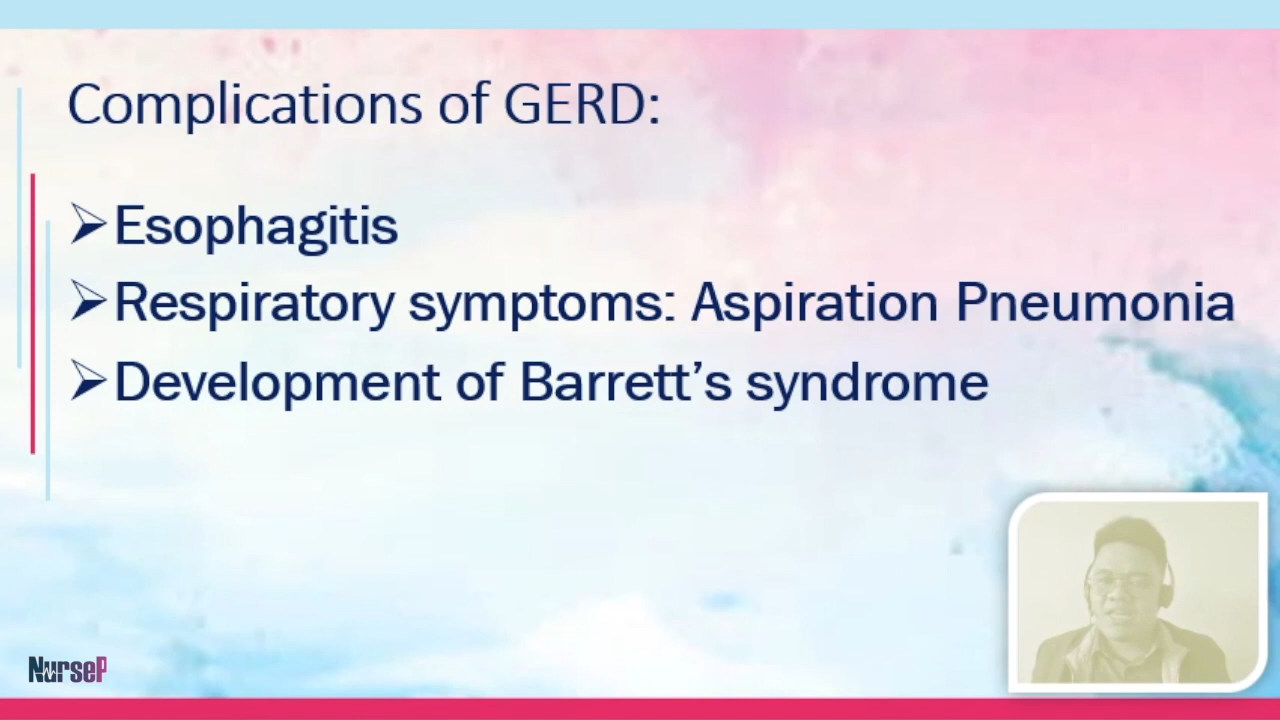 Complications of GERD:
➢Esophagitis
➢Respiratory symptoms: Aspiration Pneumonia
➢Development of Barrett’s syndrome
NurseP